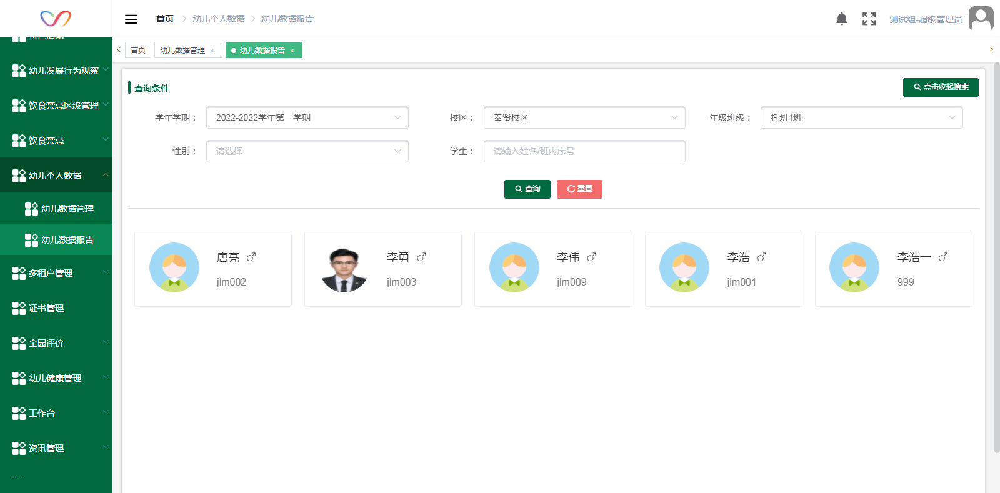 首页 幼儿个人数据 幼儿数据报告
测试组-超级管理员
首页 幼儿数据管理 × 幼儿数据报告 ×
幼儿发展行为观察
饮食禁忌区级管理
饮食禁忌
幼儿个人数据
幼儿数据管理
幼儿数据报告
多租户管理
证书管理
全园评价
幼儿健康管理
工作台
资讯管理
查询条件
点击收起搜索
学年学期： 2022-2022学年第一学期
校区： 奉贤校区
年级班级： 托班1班
性别： 请选择
学生： 请输入姓名/班内序号
查询 重置
唐亮 ♂
jlm002
李勇 ♂
jlm003
李伟 ♂
jlm009
李浩 ♂
jlm001
李浩一 ♂
999